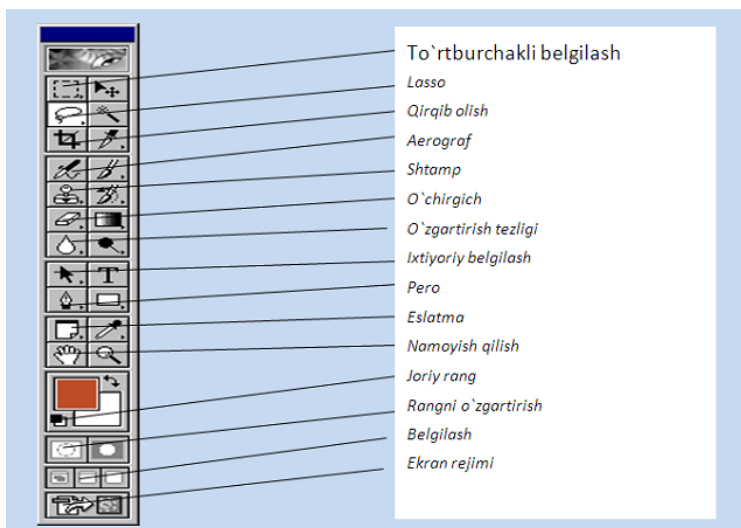 To`rtburchakli belgilash
Lasso
Qirqib olish
Aerograf
Shtamp
O`chirgich
O`zgartirish tezligi
Ixtiyoriy belgilash
Pero
Eslatma
Namoyish qilish
Joriy rang
Rangni o`zgartirish
Belgilash
Ekran rejimi
T